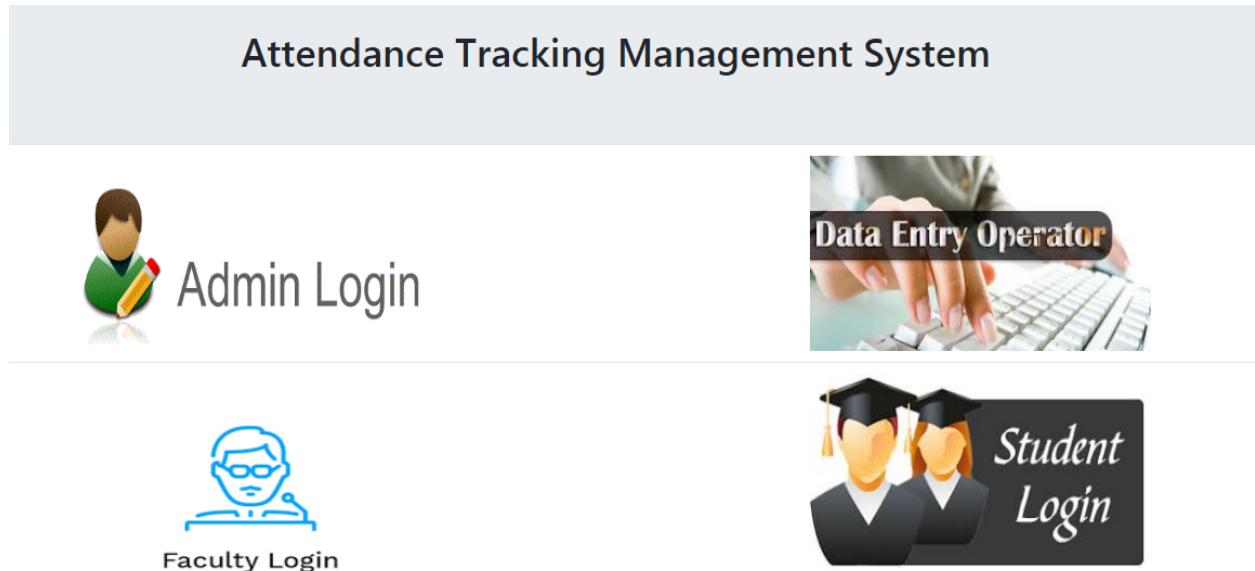 Attendance Tracking Management System
Admin Login
Data Entry Operator
Faculty Login
Student
Login